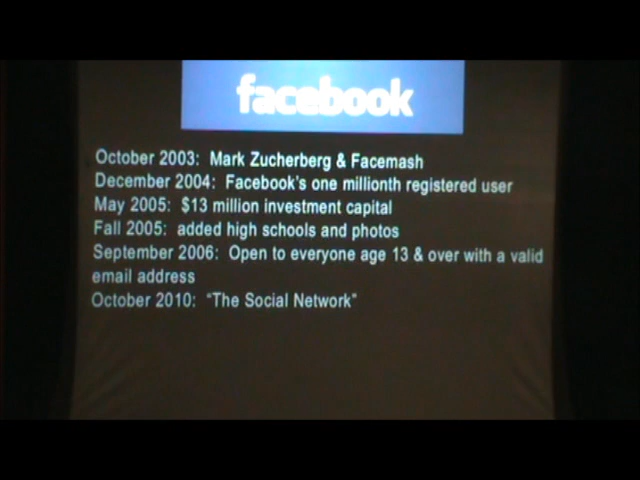 facebook
October 2003: Mark Zucherberg & Facemash
December 2004: Facebook's one millionth registered user
May 2005: $13 million investment capital
Fall 2005: added high schools and photos
September 2006: Open to everyone age 13 & over with a valid
email address
October 2010: “The Social Network”